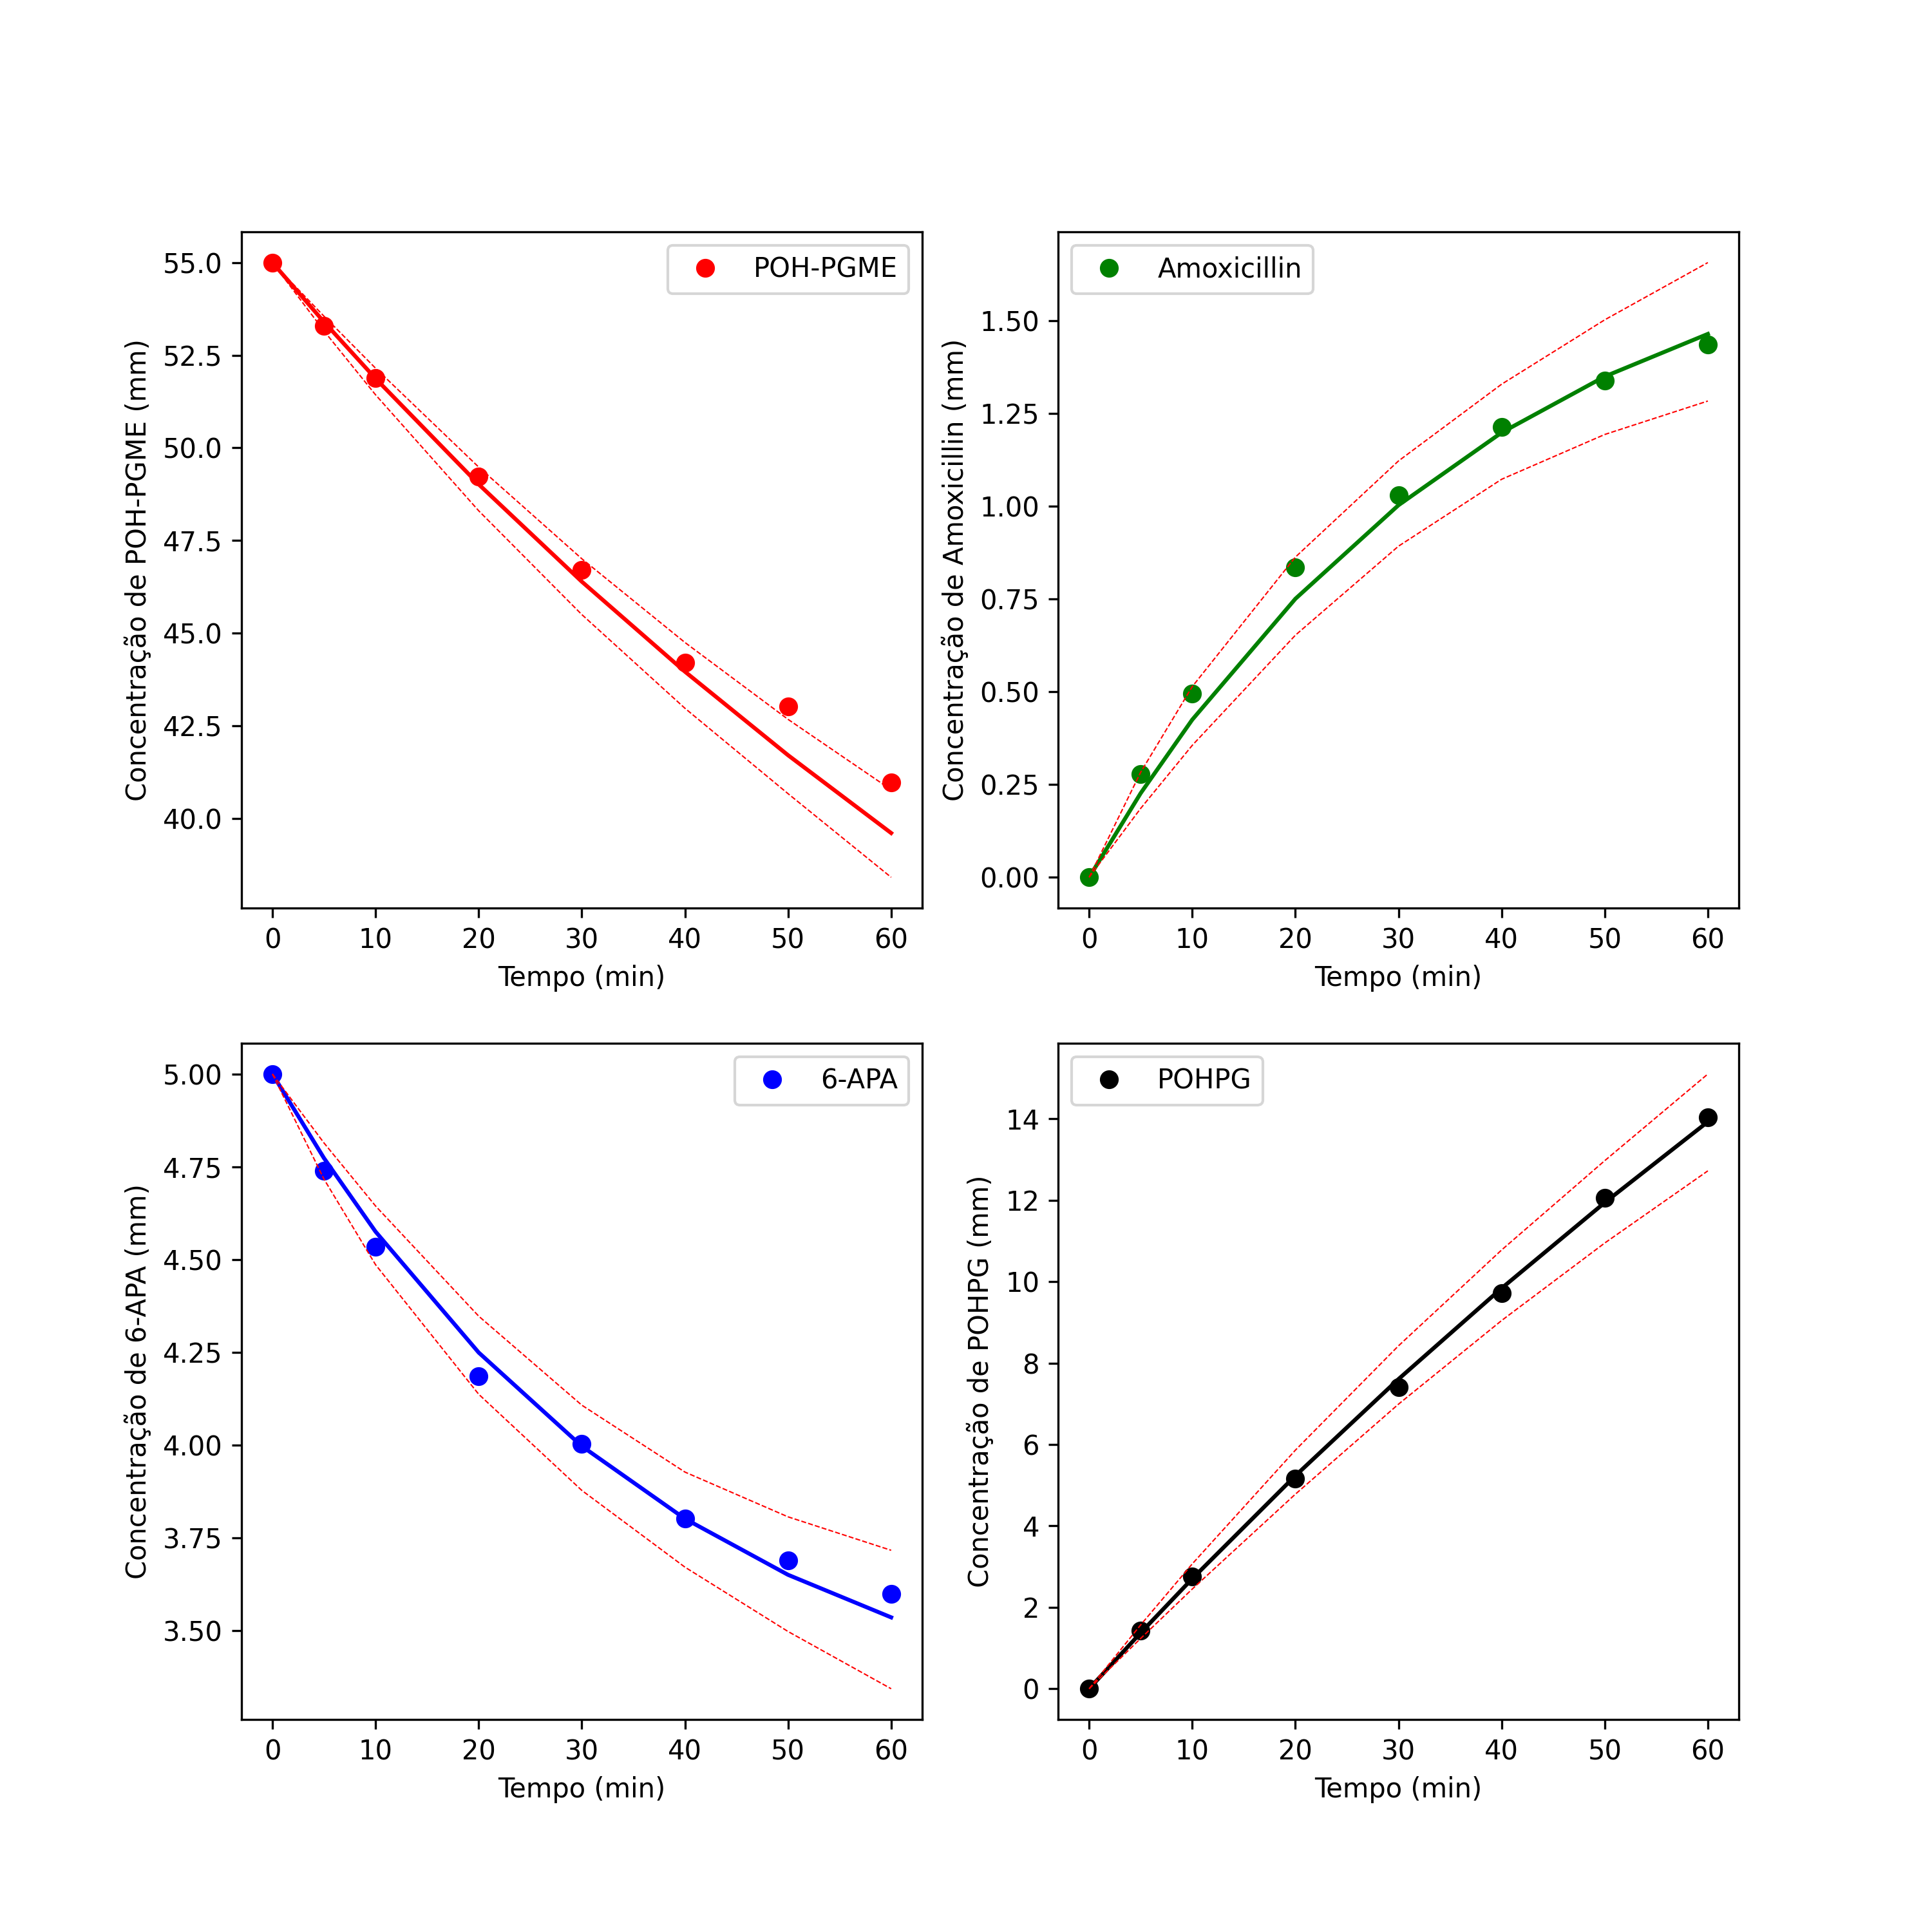 POH-PGME
Concentração de POH-PGME (mm)
55.0
52.5
50.0
47.5
45.0
42.5
40.0
0 10 20 30 40 50 60
Tempo (min)
Amoxicillin
Concentração de Amoxicillin (mm)
1.50
1.25
1.00
0.75
0.50
0.25
0.00
0 10 20 30 40 50 60
Tempo (min)
6-APA
Concentração de 6-APA (mm)
5.00
4.75
4.50
4.25
4.00
3.75
3.50
0 10 20 30 40 50 60
Tempo (min)
POHPG
Concentração de POHPG (mm)
14
12
10
8
6
4
2
0
0 10 20 30 40 50 60
Tempo (min)